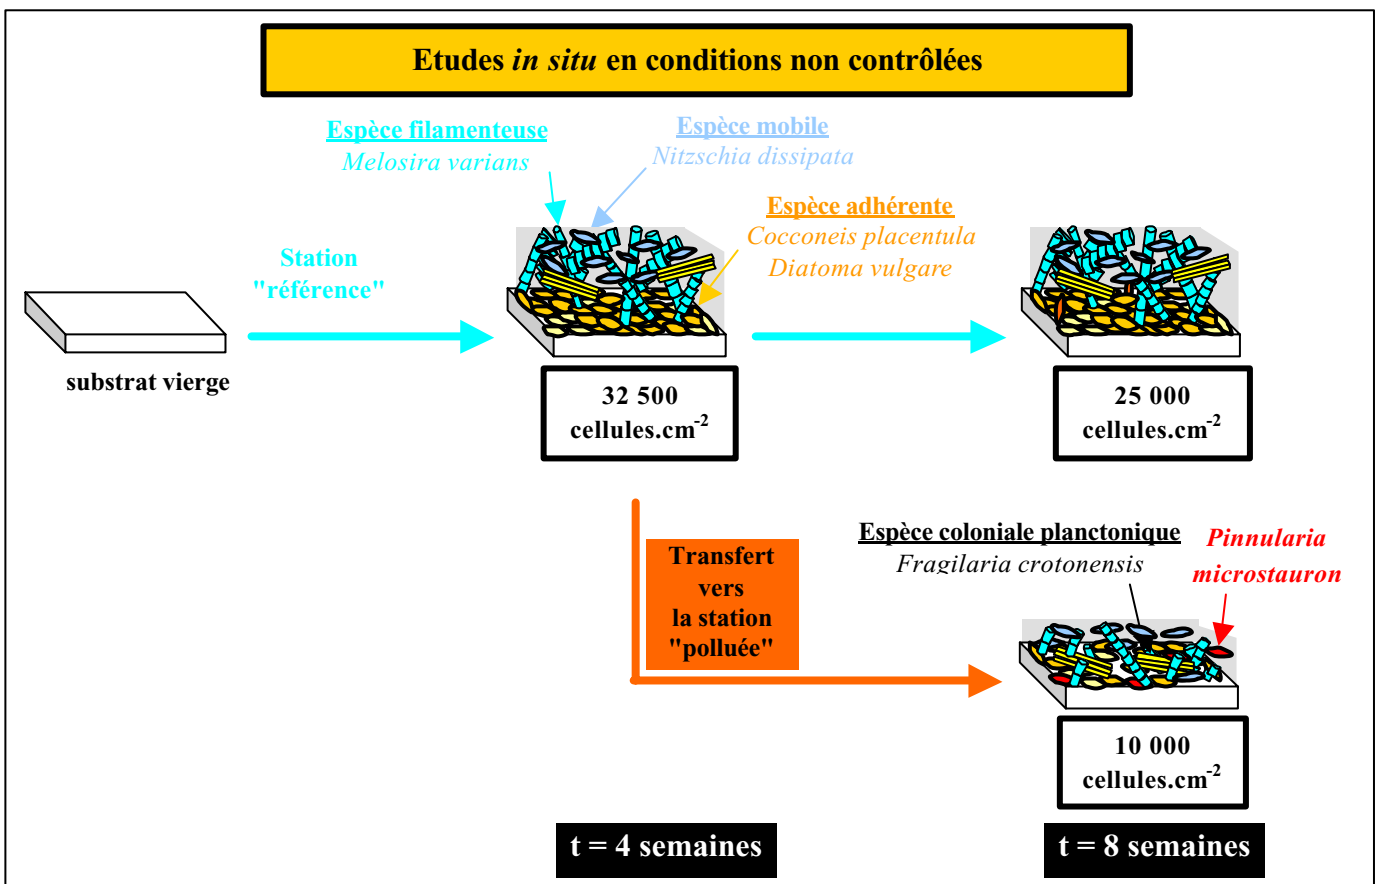 Etudes in situ en conditions non contrôlées
Espèce filamenteuse
Melosira varians
Espèce mobile
Nitzschia dissipata
Espèce adhérente
Cocconeis placentula
Diatoma vulgare
Station
"référence"
substrat vierge
32 500
cellules.cm-2
25 000
cellules.cm-2
Transfert
vers
la station
"polluée"
Espèce coloniale planctonique
Fragilaria crotonensis
Pinnularia
microstauron
10 000
cellules.cm-2
t = 4 semaines
t = 8 semaines